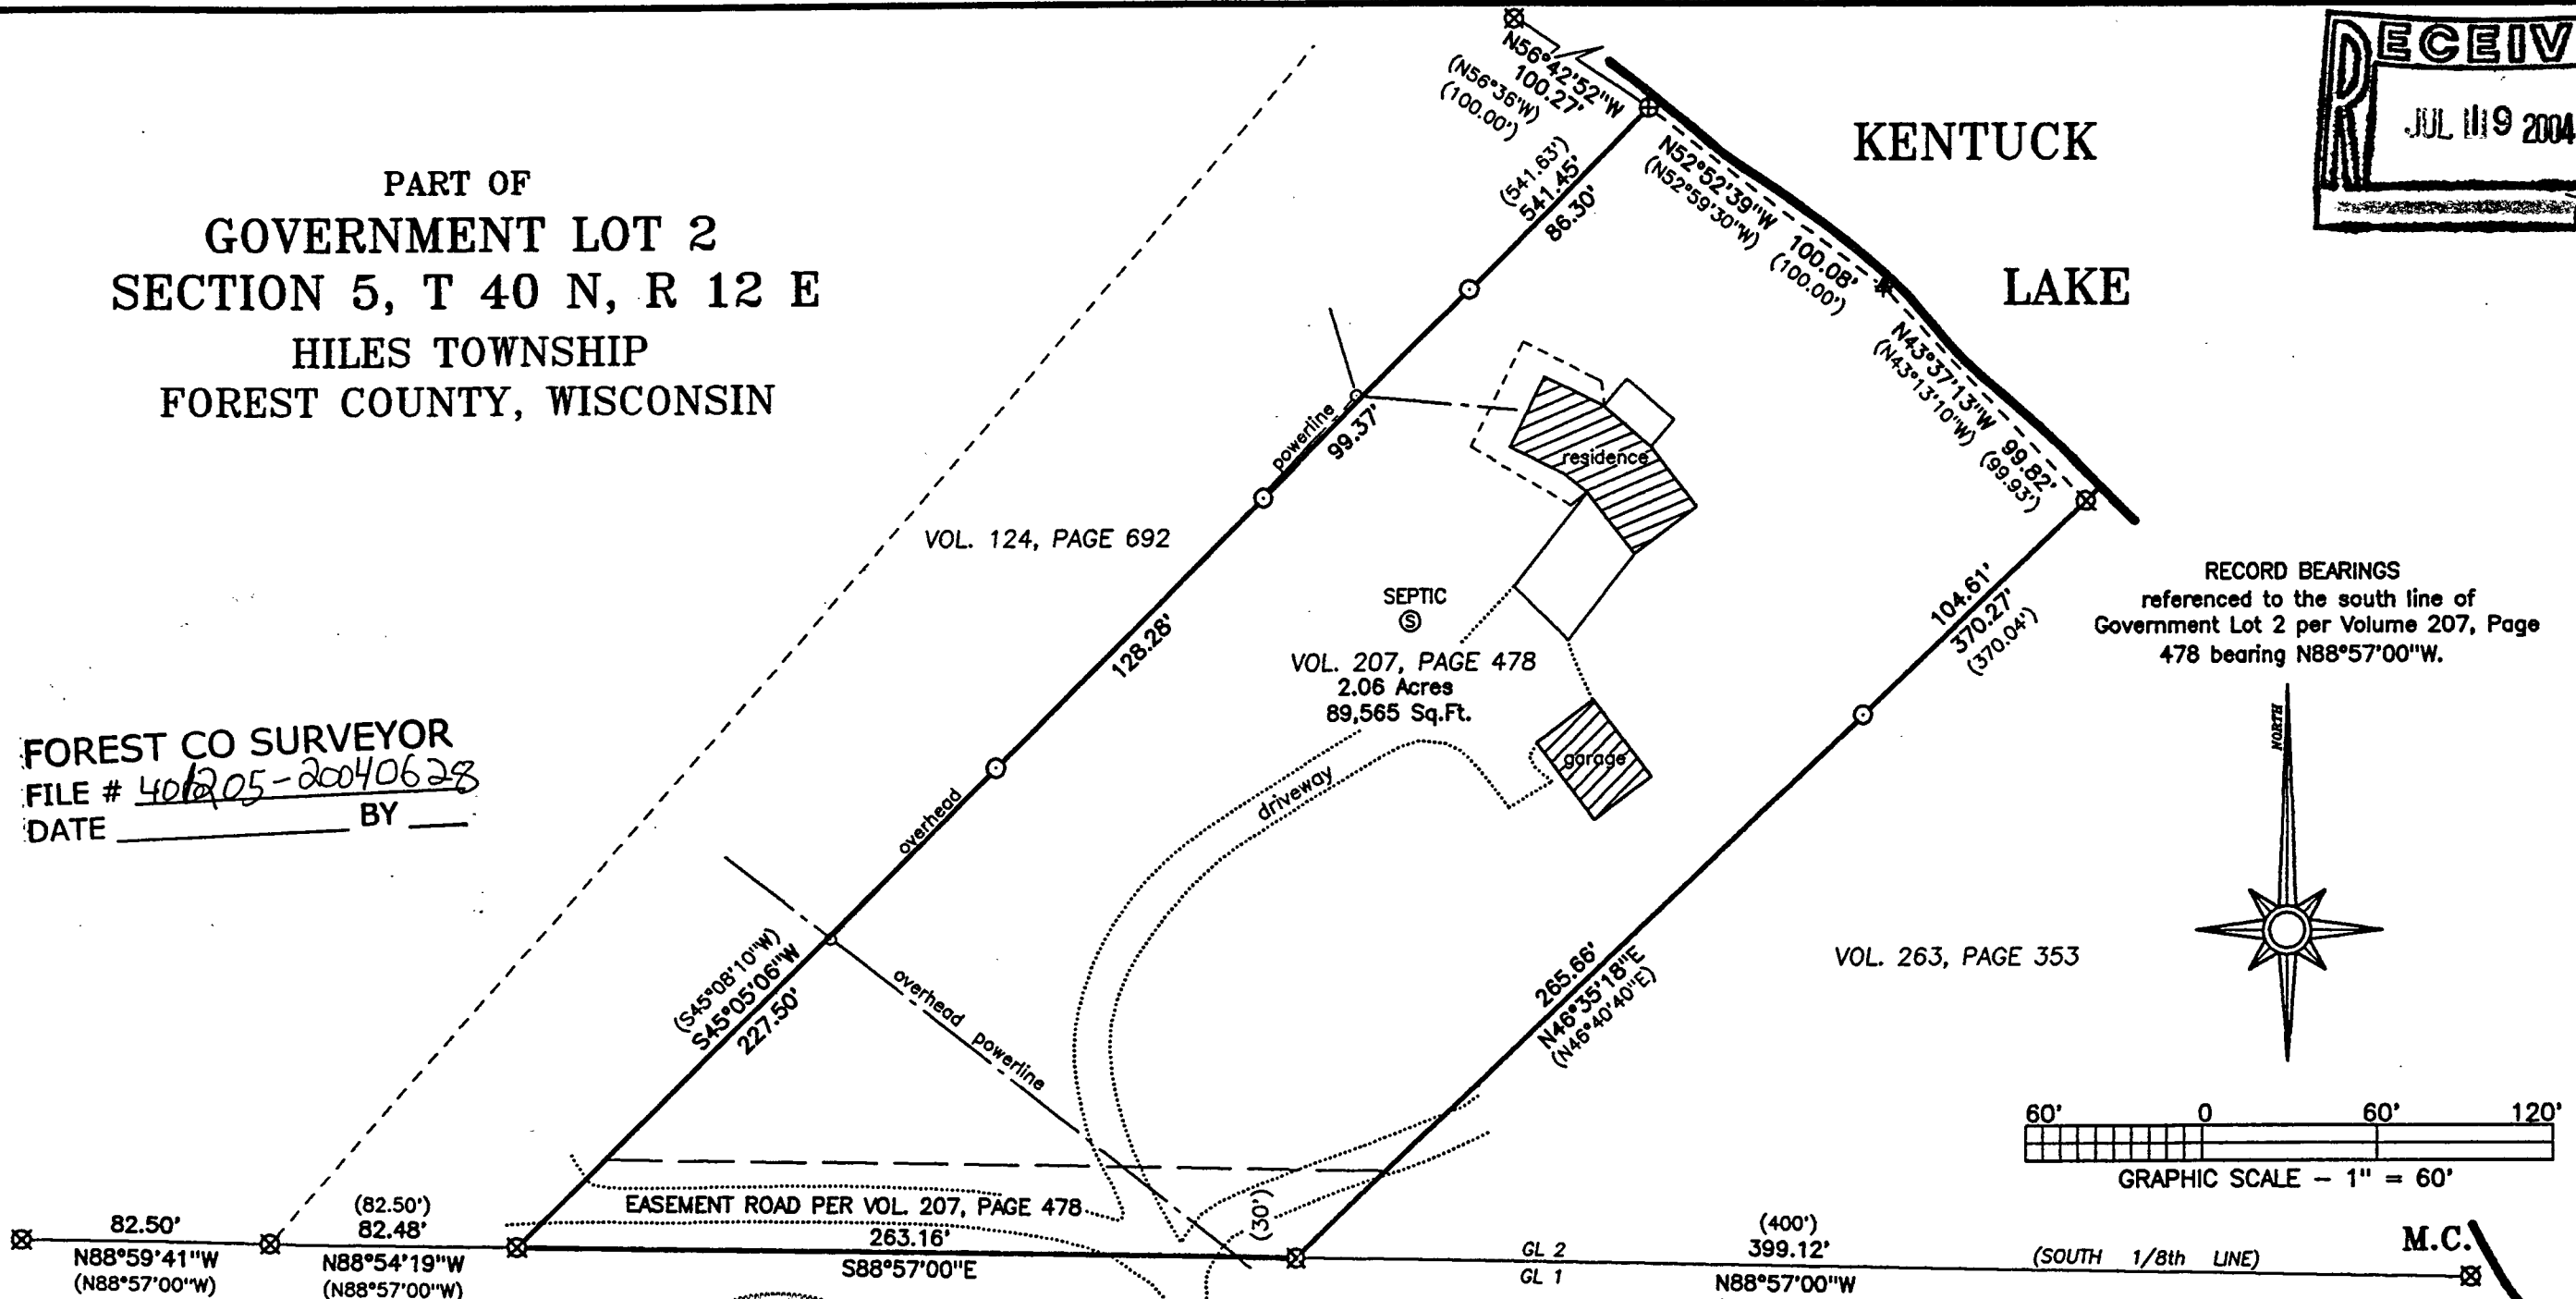 RECEIV
JUL 19 2004
KENTUCK
LAKE
PART OF
GOVERNMENT LOT 2
SECTION 5, T 40 N, R 12 E
HILES TOWNSHIP
FOREST COUNTY, WISCONSIN
N56°42'52"W
100.27'
(N56°36'W)
(100.00')
(541.63')
541.45'
86.30'
N52°52'39"W 100.08'
(N52°59'30"W) (100.00')
N43°37'13"W 99.82'
(N43°13'10"W) (99.93')
powerline
99.37'
residence
VOL. 124, PAGE 692
128.28'
SEPTIC
S
VOL. 207, PAGE 478
2.06 Acres
89,565 Sq.Ft.
104.61'
370.27'
(370.04')
RECORD BEARINGS
referenced to the south line of
Government Lot 2 per Volume 207, Page
478 bearing N88°57'00"W.
NORTH
FOREST CO SURVEYOR
FILE # 401205-20040628
DATE BY
garage
driveway
overhead
(S45°08'10"W)
S45°05'06"W
227.50'
overhead powerline
265.66'
N46°35'18"E
(N46°40'40"E)
VOL. 263, PAGE 353
60' 0 60' 120'
GRAPHIC SCALE - 1" = 60'
EASEMENT ROAD PER VOL. 207, PAGE 478
(30')
82.50'
N88°59'41"W
(N88°57'00"W)
(82.50')
82.48'
N88°54'19"W
(N88°57'00"W)
263.16'
S88°57'00"E
GL 2
GL 1
(400')
399.12'
N88°57'00"W
(SOUTH 1/8th LINE)
M.C.